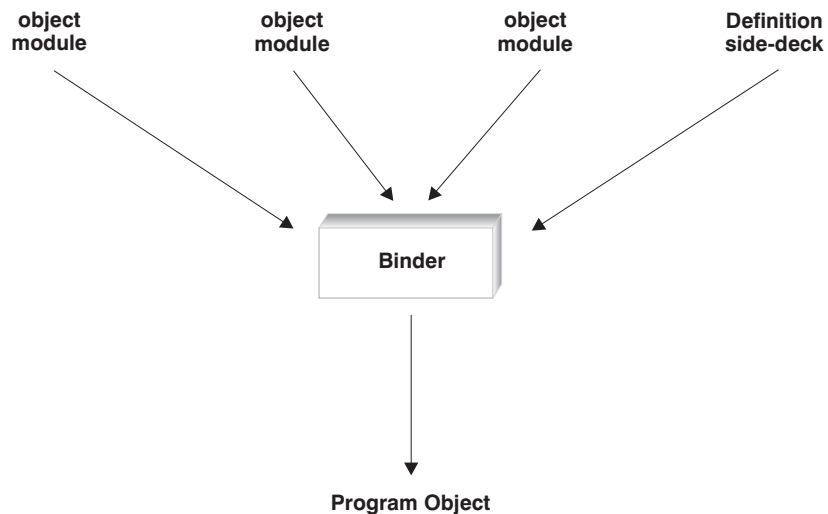 object
module
object
module
object
module
Definition
side-deck
Binder
Program Object